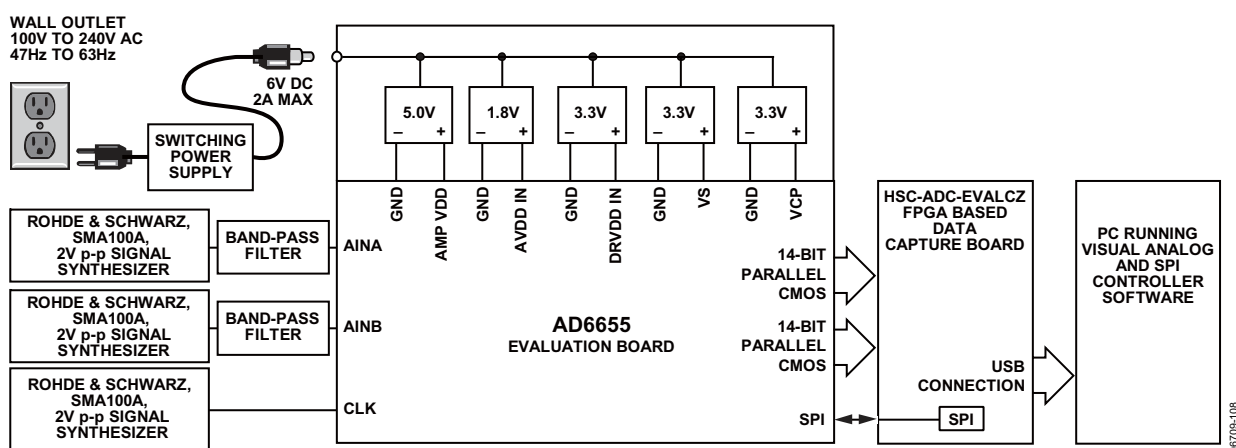 WALL OUTLET
100V TO 240V AC
47Hz TO 63Hz
6V DC
2A MAX
SWITCHING
POWER
SUPPLY
5.0V
– +
1.8V
– +
3.3V
– +
3.3V
– +
3.3V
– +
GND
AMP VDD
GND
AVDD IN
GND
DRVDD IN
GND
VS
GND
VCP
ROHDE & SCHWARZ,
SMA100A,
2V p-p SIGNAL
SYNTHESIZER
BAND-PASS
FILTER
AINA
ROHDE & SCHWARZ,
SMA100A,
2V p-p SIGNAL
SYNTHESIZER
BAND-PASS
FILTER
AINB
ROHDE & SCHWARZ,
SMA100A,
2V p-p SIGNAL
SYNTHESIZER
CLK
AD6655
EVALUATION BOARD
14-BIT
PARALLEL
CMOS
14-BIT
PARALLEL
CMOS
SPI
HSC-ADC-EVALCZ
FPGA BASED
DATA
CAPTURE BOARD
USB
CONNECTION
SPI
PC RUNNING
VISUAL ANALOG
AND SPI
CONTROLLER
SOFTWARE
6709-108